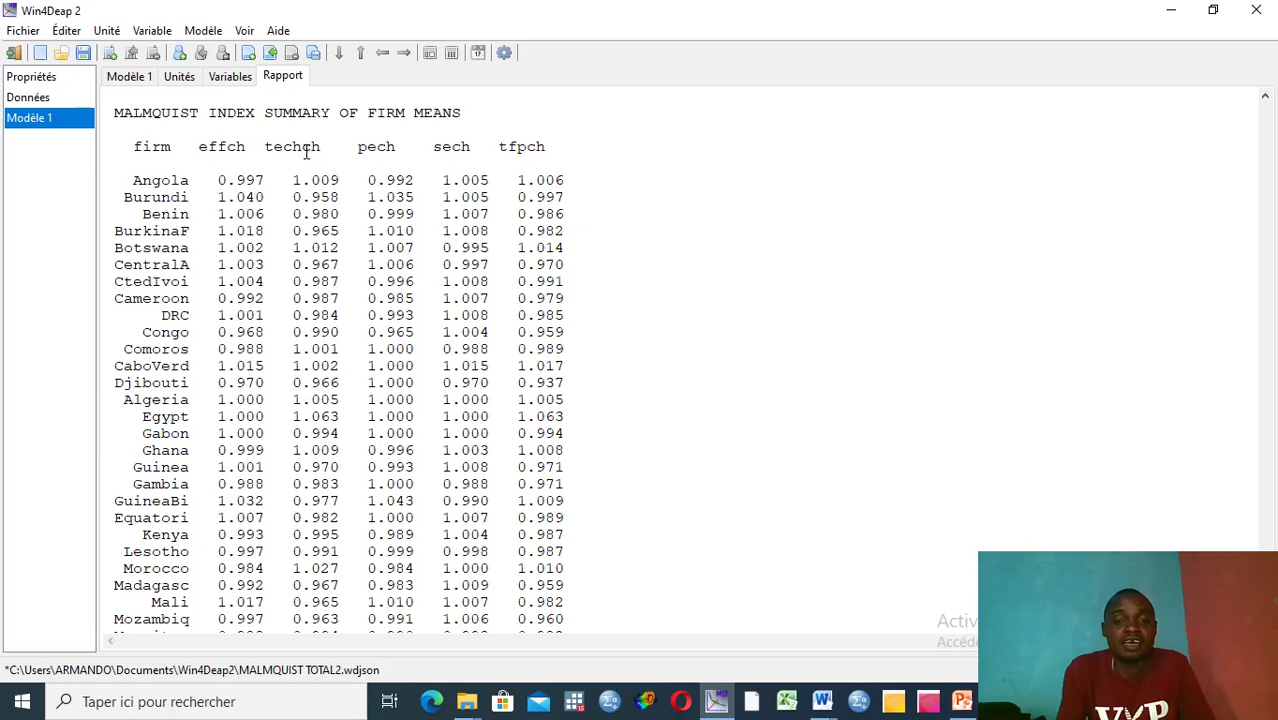 Win4Deap 2
Fichier Éditer Unité Variable Modèle Voir Aide
Propriétés
Données
Modèle 1
Modèle 1 Unités Variables Rapport
MALMQUIST INDEX SUMMARY OF FIRM MEANS
firm effch techch pech sech tfpch
Angola 0.997 1.009 0.992 1.005 1.006
Burundi 1.040 0.958 1.035 1.005 0.997
Benin 1.006 0.980 0.999 1.007 0.986
BurkinaF 1.018 0.965 1.010 1.008 0.982
Botswana 1.002 1.012 1.007 0.995 1.014
CentralA 1.003 0.967 1.006 0.997 0.970
CtedIvoi 1.004 0.987 0.996 1.008 0.991
Cameroon 0.992 0.987 0.985 1.007 0.979
DRC 1.001 0.984 0.993 1.008 0.985
Congo 0.968 0.990 0.965 1.004 0.959
Comoros 0.988 1.001 1.000 0.988 0.989
CaboVerd 1.015 1.002 1.000 1.015 1.017
Djibouti 0.970 0.966 1.000 0.970 0.937
Algeria 1.000 1.005 1.000 1.000 1.005
Egypt 1.000 1.063 1.000 1.000 1.063
Gabon 1.000 0.994 1.000 1.000 0.994
Ghana 0.999 1.009 0.996 1.003 1.008
Guinea 1.001 0.970 0.993 1.008 0.971
Gambia 0.988 0.983 1.000 0.988 0.971
GuineaBi 1.032 0.977 1.043 0.990 1.009
Equatori 1.007 0.982 1.000 1.007 0.989
Kenya 0.993 0.995 0.989 1.004 0.987
Lesotho 0.997 0.991 0.999 0.998 0.987
Morocco 0.984 1.027 0.984 1.000 1.010
Madagasc 0.992 0.967 0.983 1.009 0.959
Mali 1.017 0.965 1.010 1.007 0.982
Mozambiq 0.997 0.963 0.991 1.006 0.960
Activ
Accéde
*C:\Users\ARMANDO\Documents\Win4Deap2\MALMQUIST TOTAL2.wdjson
Taper ici pour rechercher